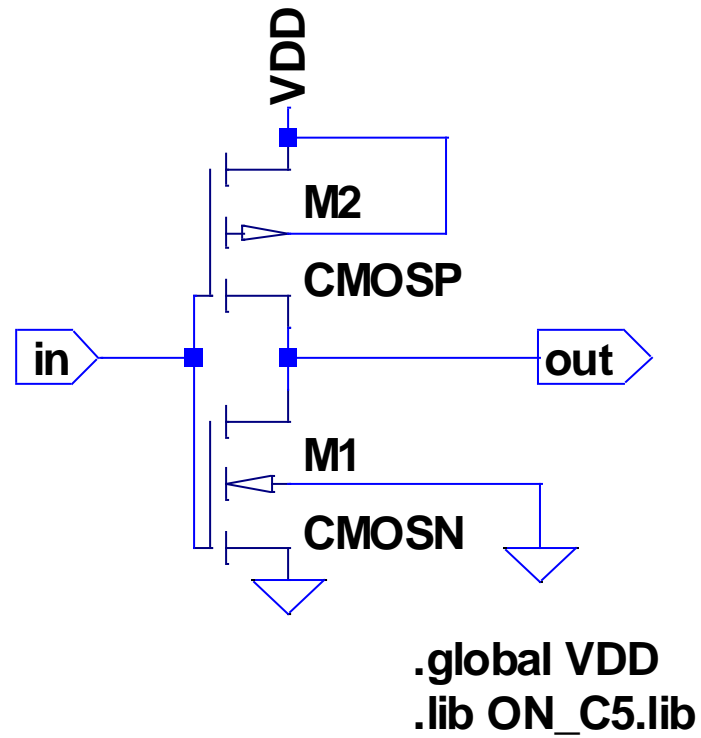 VDD
M2
CMOSP
in
out
M1
CMOSN
.global VDD
.lib ON_C5.lib